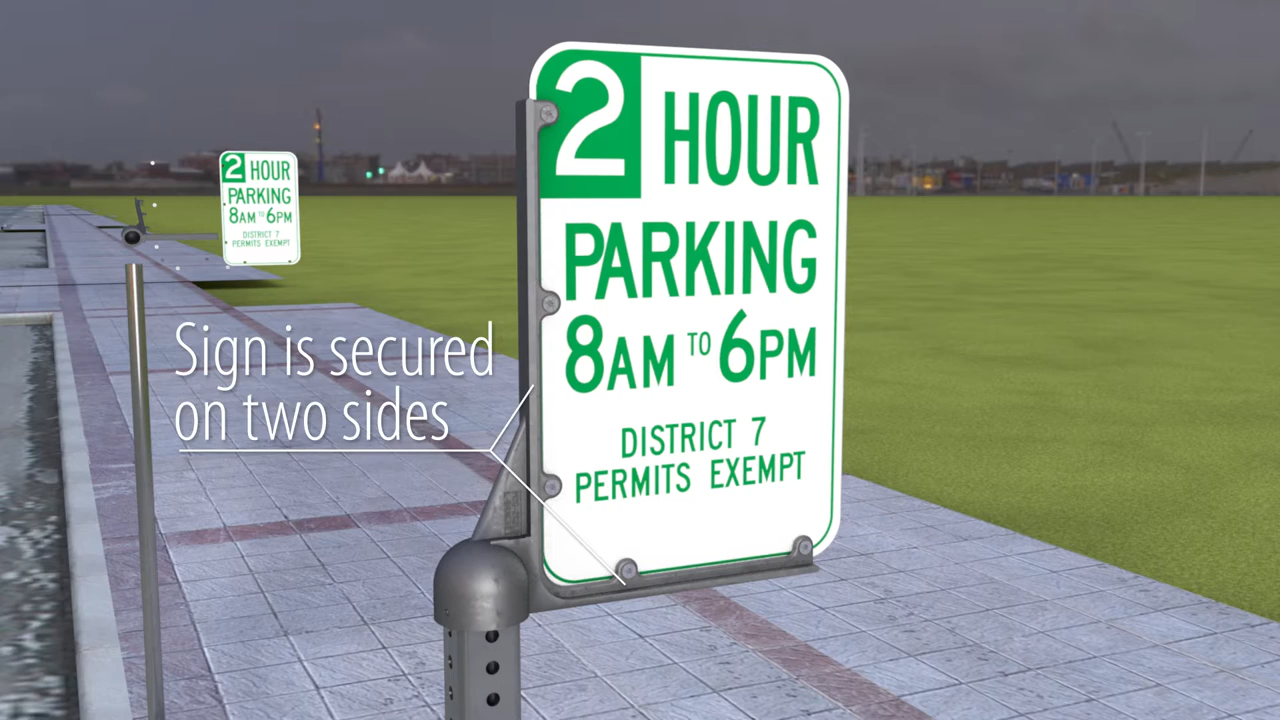 2 HOUR
PARKING
8AM TO 6PM
DISTRICT 7
PERMITS EXEMPT
2 HOUR
PARKING
8AM TO 6PM
DISTRICT 7
PERMITS EXEMPT
Sign is secured
on two sides